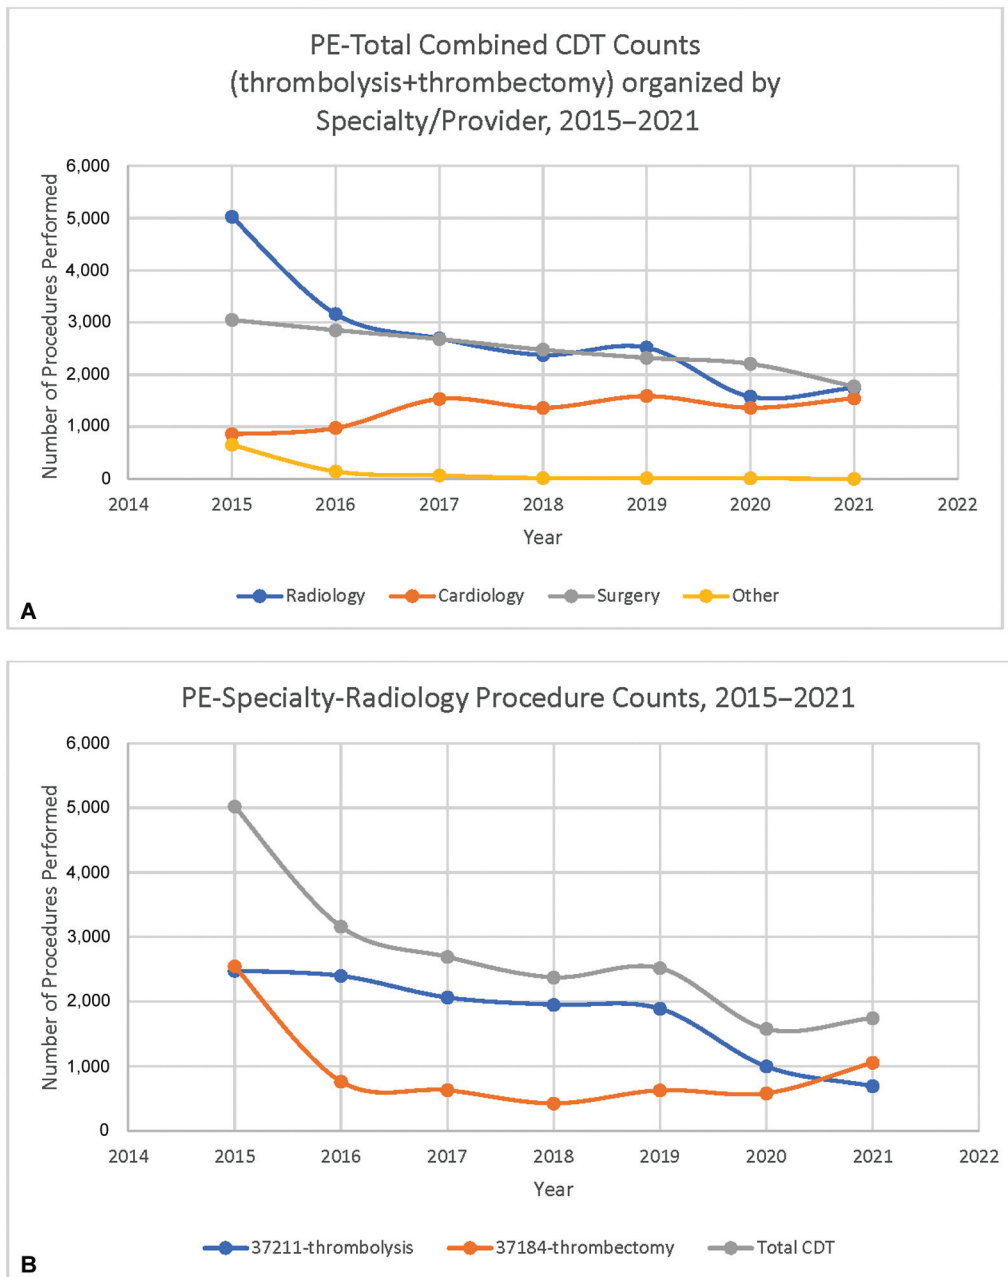 PE-Total Combined CDT Counts
(thrombolysis+thrombectomy) organized by
Specialty/Provider, 2015–2021
Number of Procedures Performed
6,000
5,000
4,000
3,000
2,000
1,000
0
2014 2015 2016 2017 2018 2019 2020 2021 2022
Year
Radiology Cardiology Surgery Other
A
PE-Specialty-Radiology Procedure Counts, 2015–2021
Number of Procedures Performed
6,000
5,000
4,000
3,000
2,000
1,000
0
2014 2015 2016 2017 2018 2019 2020 2021 2022
Year
37211-thrombolysis 37184-thrombectomy Total CDT
B